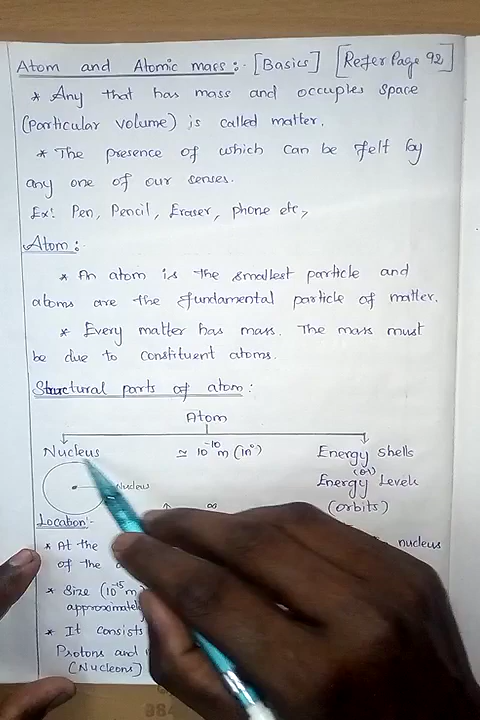 Atom and Atomic mass:- [Basics] [Refer Page 92]
* Any that has mass and occuples space
(particular volume) is called matter.
* The presence of which can be felt by
any one of our senses.
Ex! Pen, Pencil, Eraser, phone etc,
Atom:-
* An atom is the smallest particle and
atoms are the fundamental particle of matter.
* Every matter has mass. The mass must
be due to constituent atoms.
Structural parts of atom:
Atom
Nucleus ≃ 10⁻¹⁰m (1A°) Energy shells
(or)
Energy Levels
(orbits)
Nucleus
∞
Location:-
* At the
of the
nucleus
* Size (10⁻¹⁵m)
approximately
* It consists
Protons and
(Nucleons)